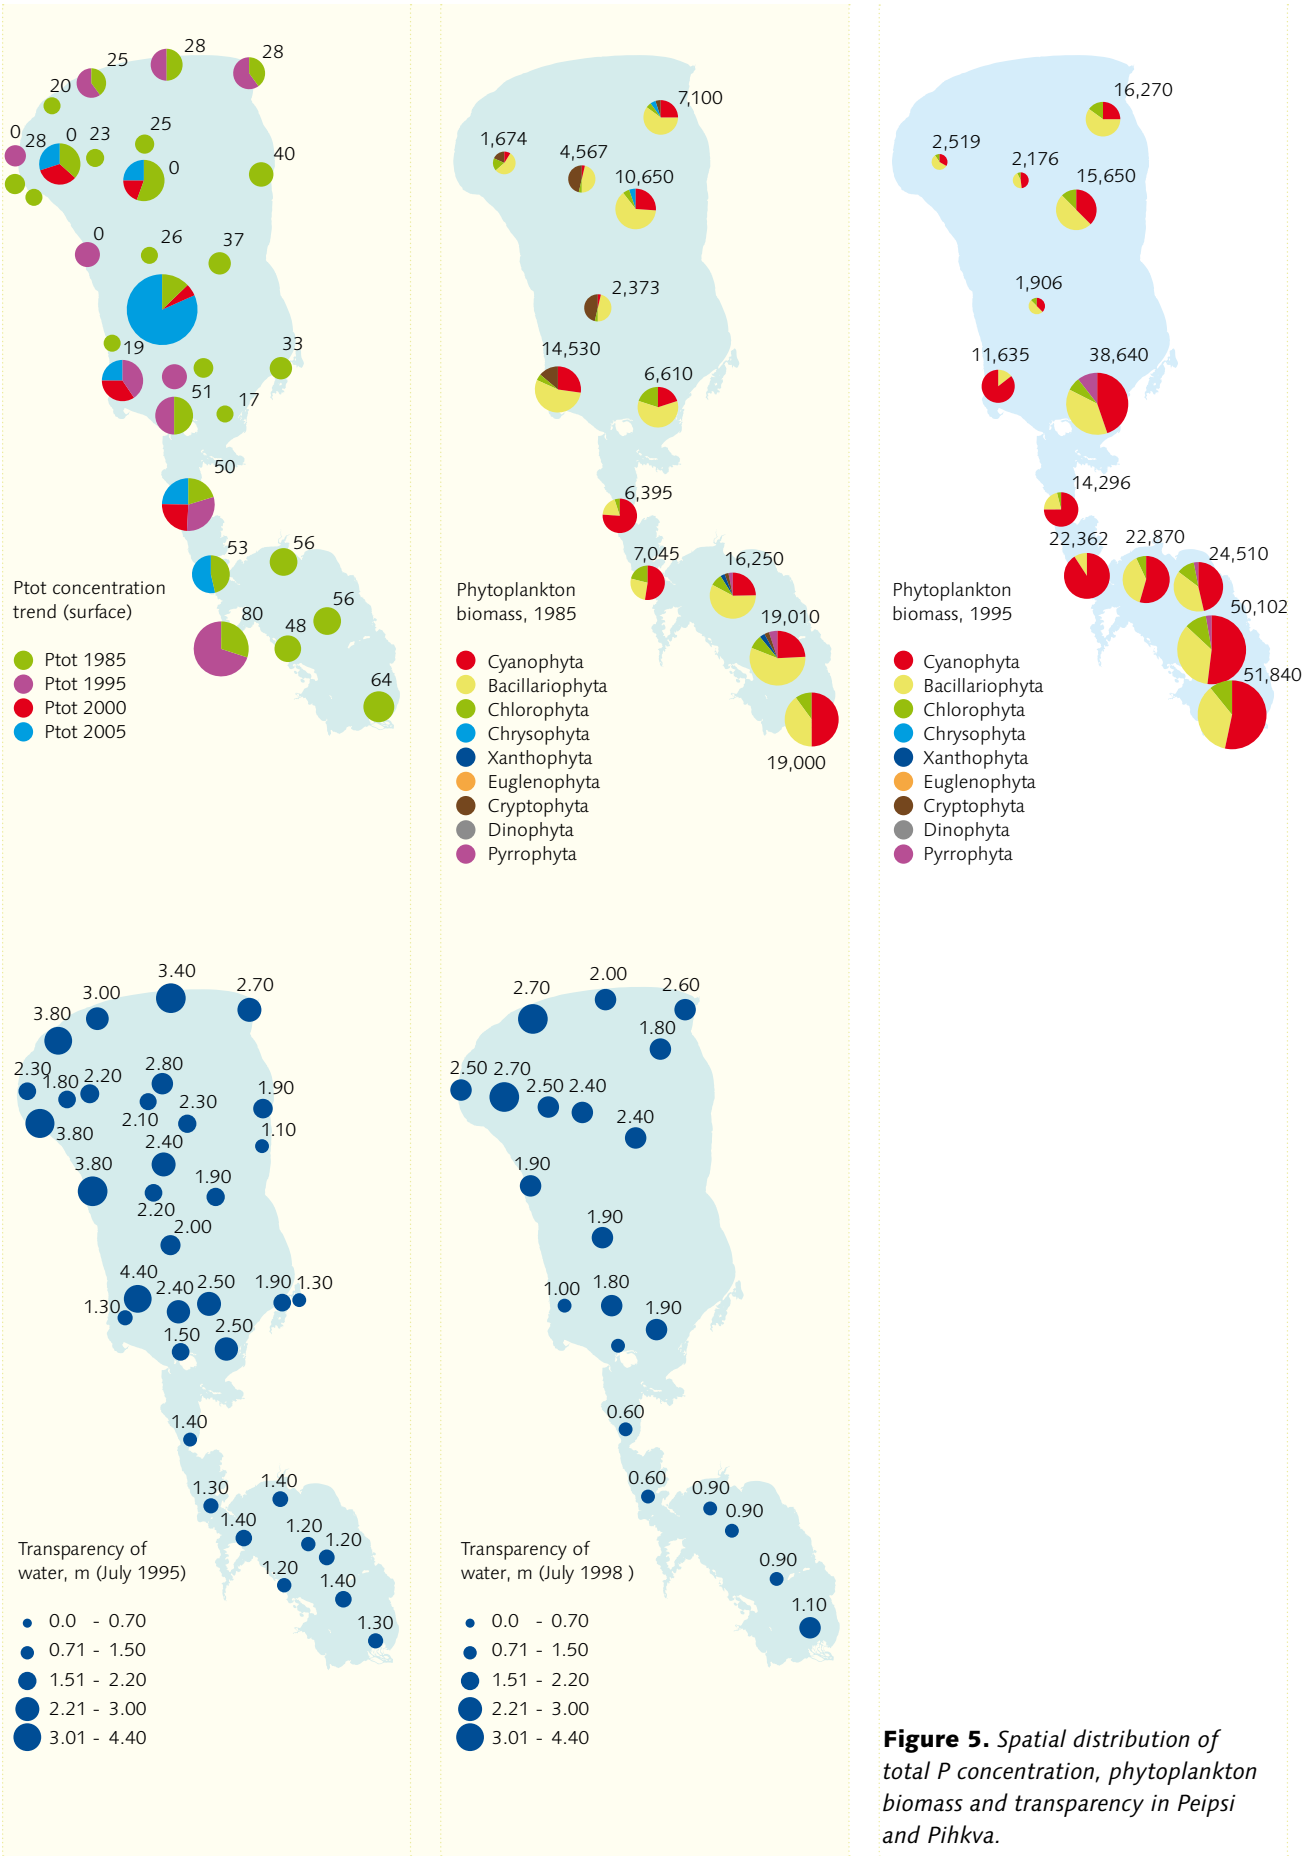 28
25
28
20
0
28
0
23
25
0
40
0
26
37
19
33
51
17
50
53
56
80
56
48
64
Ptot concentration
trend (surface)
Ptot 1985
Ptot 1995
Ptot 2000
Ptot 2005
7,100
1,674
4,567
10,650
2,373
14,530
6,610
6,395
7,045
16,250
19,010
19,000
Phytoplankton
biomass, 1985
Cyanophyta
Bacillariophyta
Chlorophyta
Chrysophyta
Xanthophyta
Euglenophyta
Cryptophyta
Dinophyta
Pyrrophyta
16,270
2,519
2,176
15,650
1,906
11,635
38,640
14,296
22,362
22,870
24,510
50,102
51,840
Phytoplankton
biomass, 1995
Cyanophyta
Bacillariophyta
Chlorophyta
Chrysophyta
Xanthophyta
Euglenophyta
Cryptophyta
Dinophyta
Pyrrophyta
3.40
3.00
2.70
3.80
2.30
1.80
2.20
2.80
1.90
2.10
2.30
3.80
1.10
2.40
3.80
1.90
2.20
2.00
4.40
2.40
2.50
1.90
1.30
1.30
1.50
2.50
1.40
1.30
1.40
1.40
1.20
1.20
1.20
1.40
1.30
Transparency of
water, m (July 1995)
0.0 - 0.70
0.71 - 1.50
1.51 - 2.20
2.21 - 3.00
3.01 - 4.40
2.00
2.70
2.60
1.80
2.50
2.70
2.50
2.40
2.40
1.90
1.90
1.00
1.80
1.90
0.60
0.60
0.90
0.90
0.90
1.10
Transparency of
water, m (July 1998 )
0.0 - 0.70
0.71 - 1.50
1.51 - 2.20
2.21 - 3.00
3.01 - 4.40
Figure 5. Spatial distribution of
total P concentration, phytoplankton
biomass and transparency in Peipsi
and Pihkva.